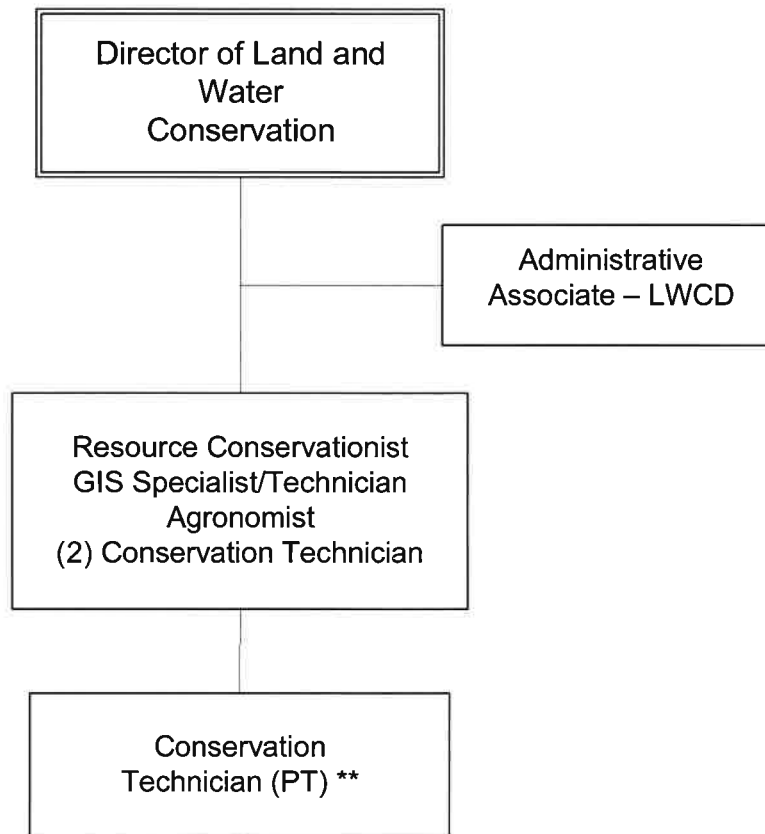 Director of Land and
Water
Conservation
Administrative
Associate – LWCD
Resource Conservationist
GIS Specialist/Technician
Agronomist
(2) Conservation Technician
Conservation
Technician (PT) **